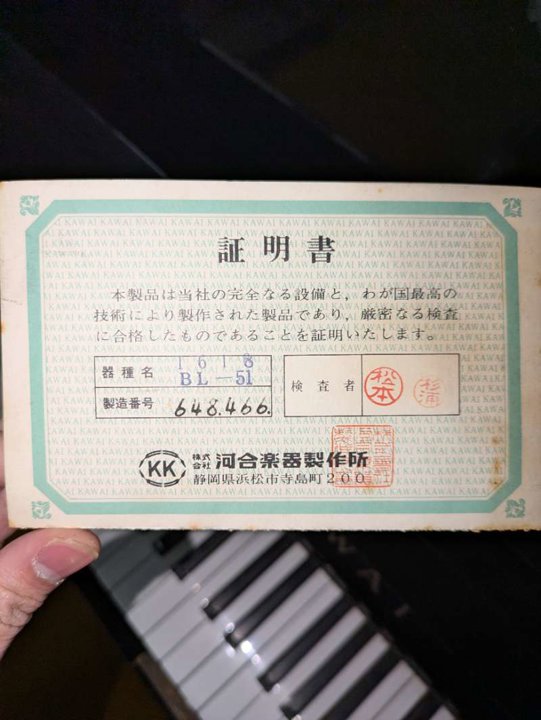 証明書
本製品は当社の完全なる設備と,わが国最高の
技術により製作された製品であり,厳密なる検査
に合格したものであることを証明いたします。
器種名 1618 BL-51
製造番号 648.466.
検査者 松本 杉浦
KK 株式会社 河合楽器製作所
静岡県浜松市寺島町200
KAWAI